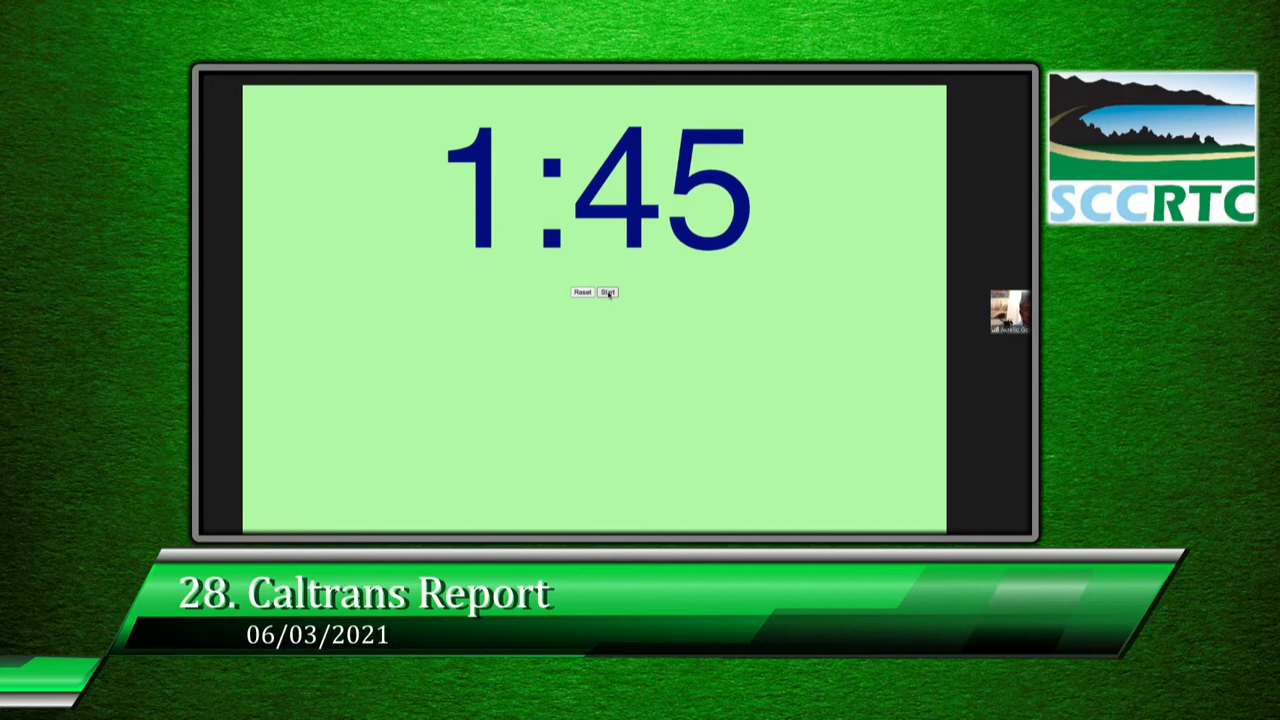 1:45
Reset Start
SCCRTC
28. Caltrans Report
06/03/2021